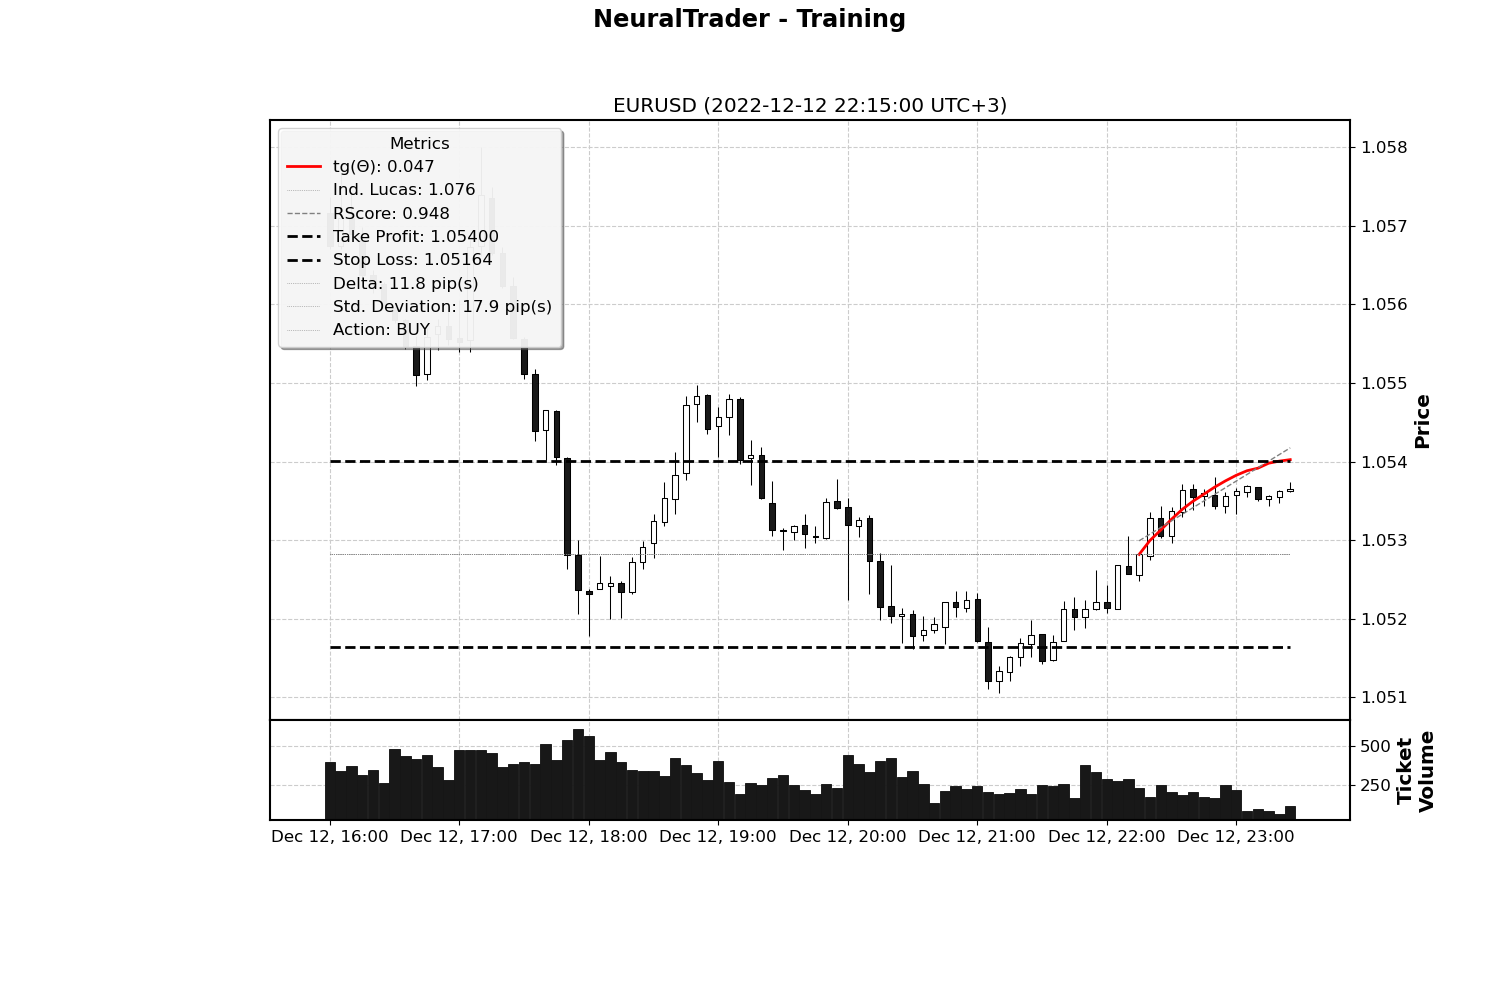 NeuralTrader - Training
EURUSD (2022-12-12 22:15:00 UTC+3)
Metrics
tg(Θ): 0.047
Ind. Lucas: 1.076
RScore: 0.948
Take Profit: 1.05400
Stop Loss: 1.05164
Delta: 11.8 pip(s)
Std. Deviation: 17.9 pip(s)
Action: BUY
1.058
1.057
1.056
1.055
1.054
1.053
1.052
1.051
Price
500
250
Ticket
Volume
Dec 12, 16:00 Dec 12, 17:00 Dec 12, 18:00 Dec 12, 19:00 Dec 12, 20:00 Dec 12, 21:00 Dec 12, 22:00 Dec 12, 23:00